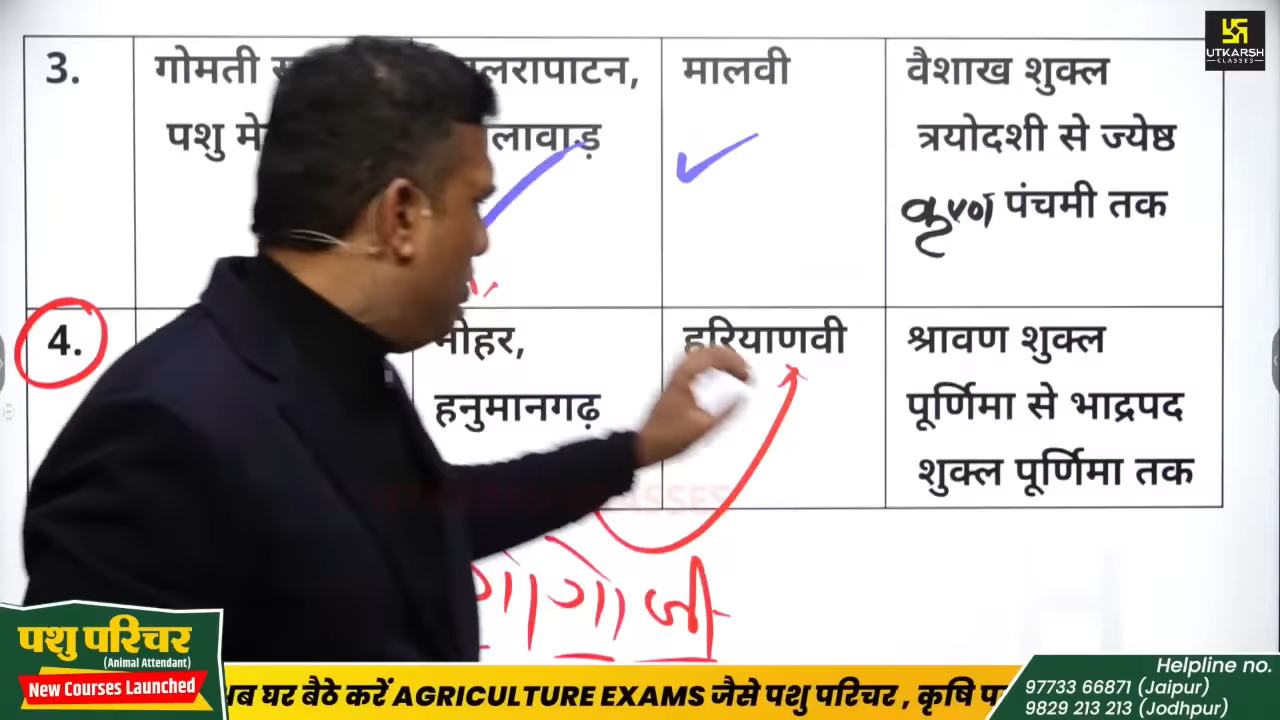 UTKARSH
CLASSES
3.
गोमती
पशु
लरापाटन,
लावाड़
मालवी
वैशाख शुक्ल
त्रयोदशी से ज्येष्ठ
कृष्ण पंचमी तक
4.
नोहर,
हनुमानगढ़
हरियाणवी
श्रावण शुक्ल
पूर्णिमा से भाद्रपद
शुक्ल पूर्णिमा तक
गोगाजी
पशु परिचर
(Animal Attendant)
New Courses Launched
अब घर बैठे करें AGRICULTURE EXAMS जैसे पशु परिचर , कृषि
Helpline no.
97733 66871 (Jaipur)
9829 213 213 (Jodhpur)